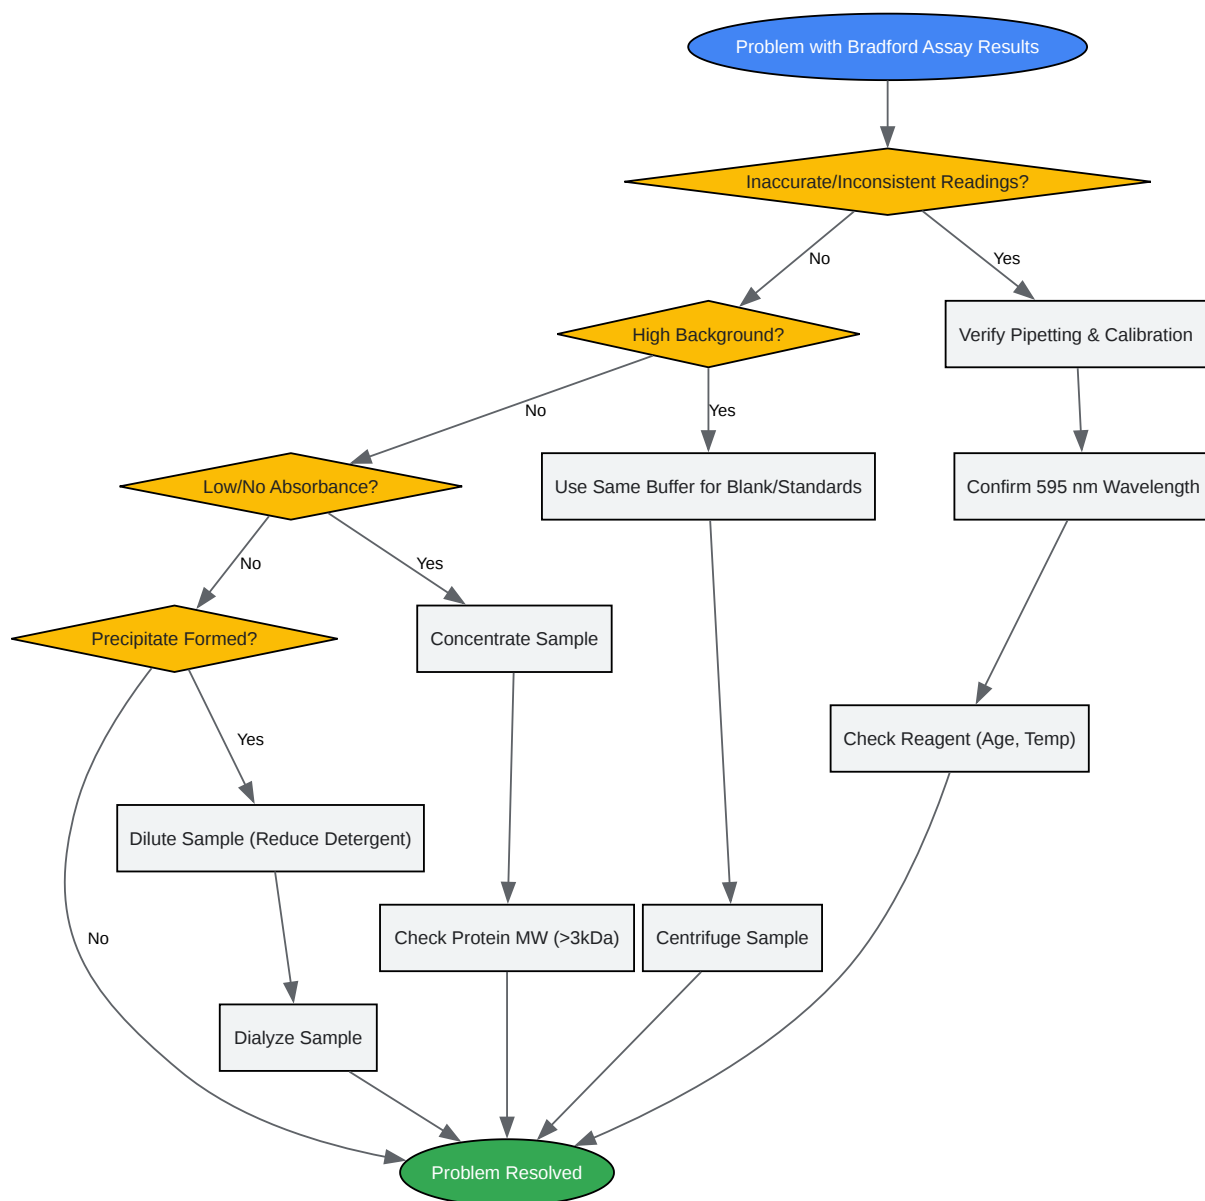 Problem with Bradford Assay Results
Inaccurate/Inconsistent Readings?
No
Yes
High Background?
Verify Pipetting & Calibration
No
Yes
Low/No Absorbance?
Use Same Buffer for Blank/Standards
Confirm 595 nm Wavelength
No
Yes
Precipitate Formed?
Concentrate Sample
Check Reagent (Age, Temp)
Yes
Dilute Sample (Reduce Detergent)
No
Check Protein MW (>3kDa)
Centrifuge Sample
Dialyze Sample
Problem Resolved